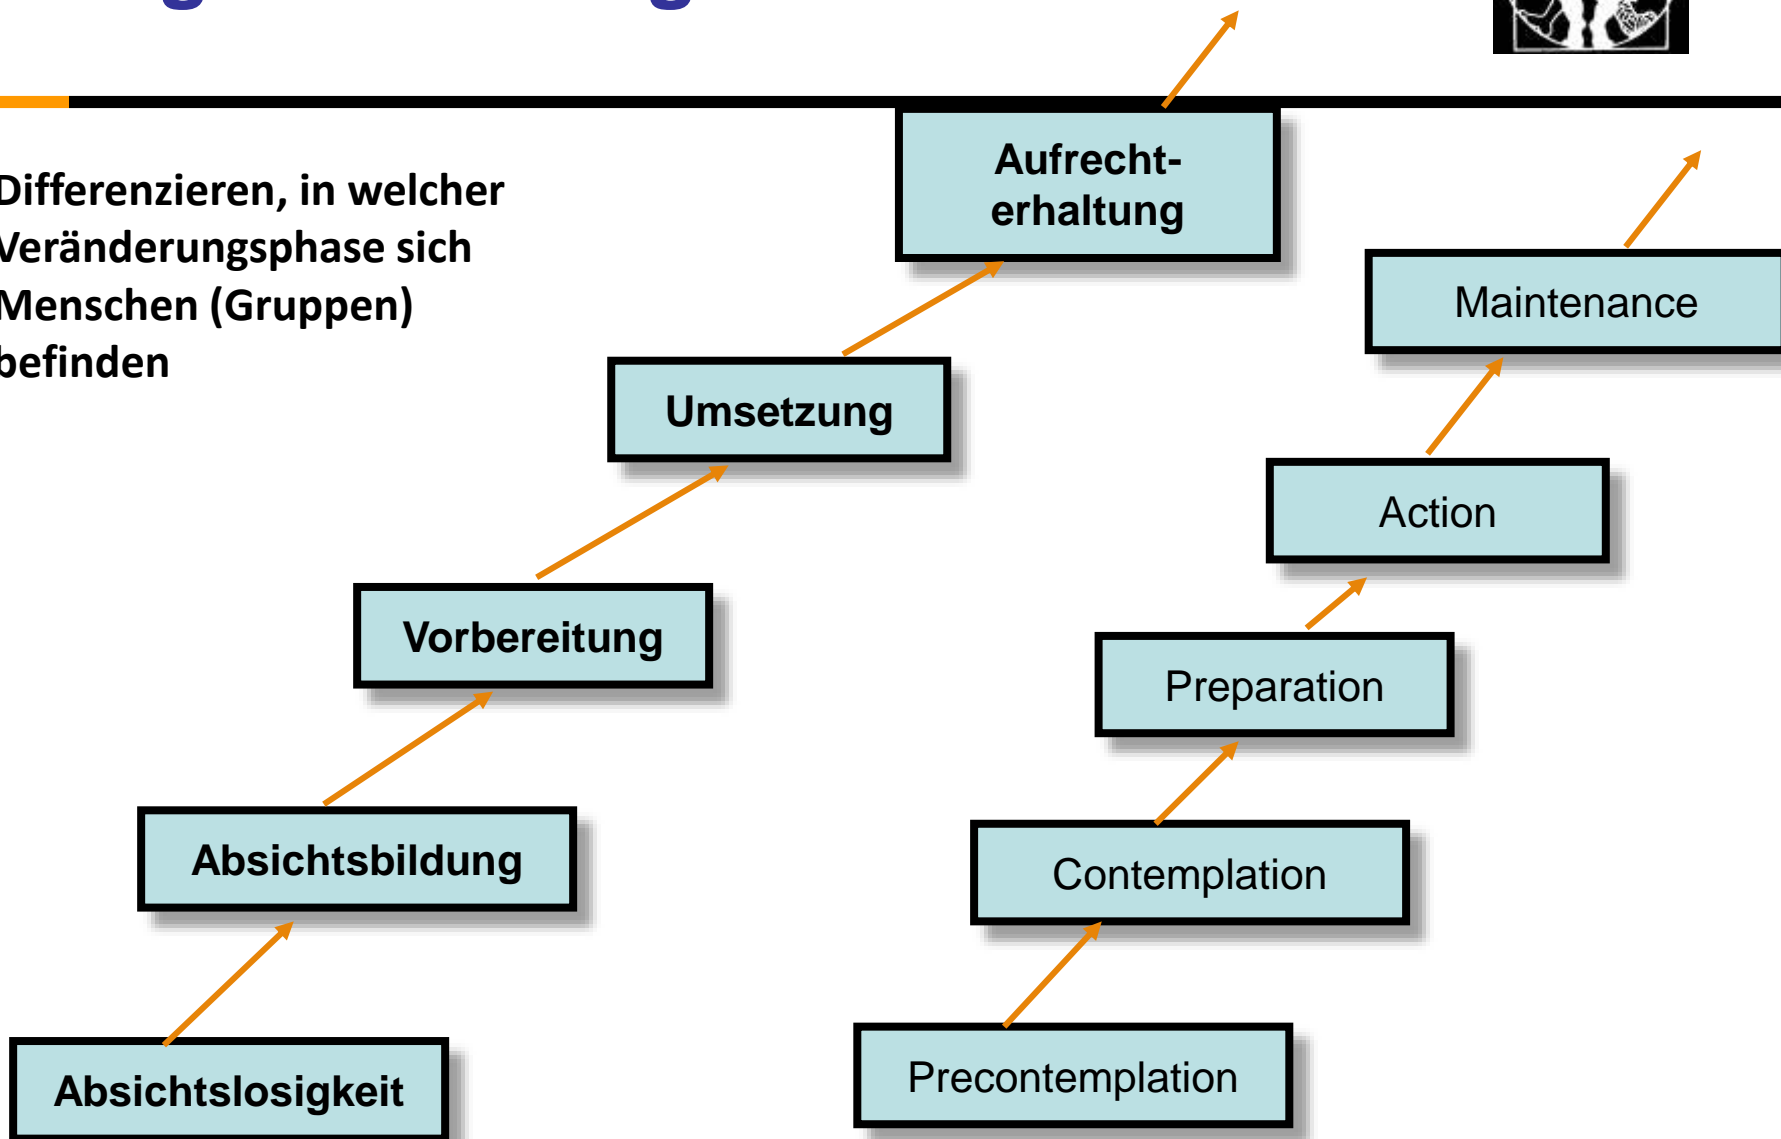 Differenzieren, in welcher
Veränderungsphase sich
Menschen (Gruppen)
befinden
Aufrecht-
erhaltung
Umsetzung
Vorbereitung
Absichtsbildung
Absichtslosigkeit
Maintenance
Action
Preparation
Contemplation
Precontemplation